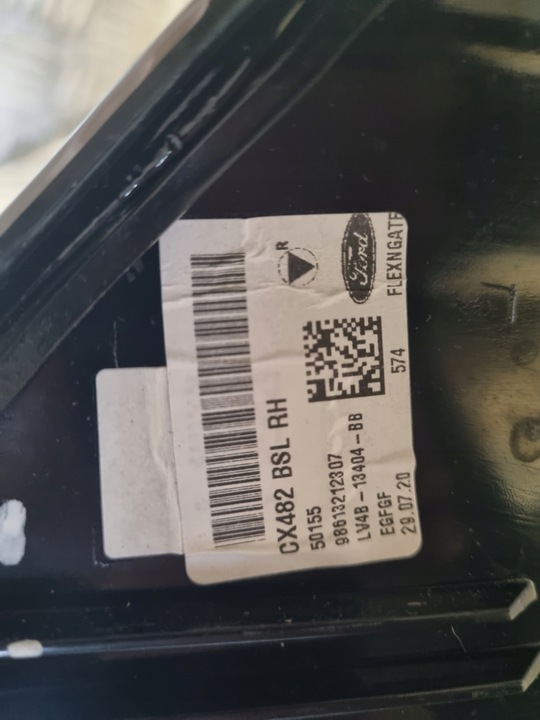 CX482 BSL RH
50155
98613212307
LV4B-13404-BB
EGFGF
29.07.20
574
FLEXNGATE
Ford
R